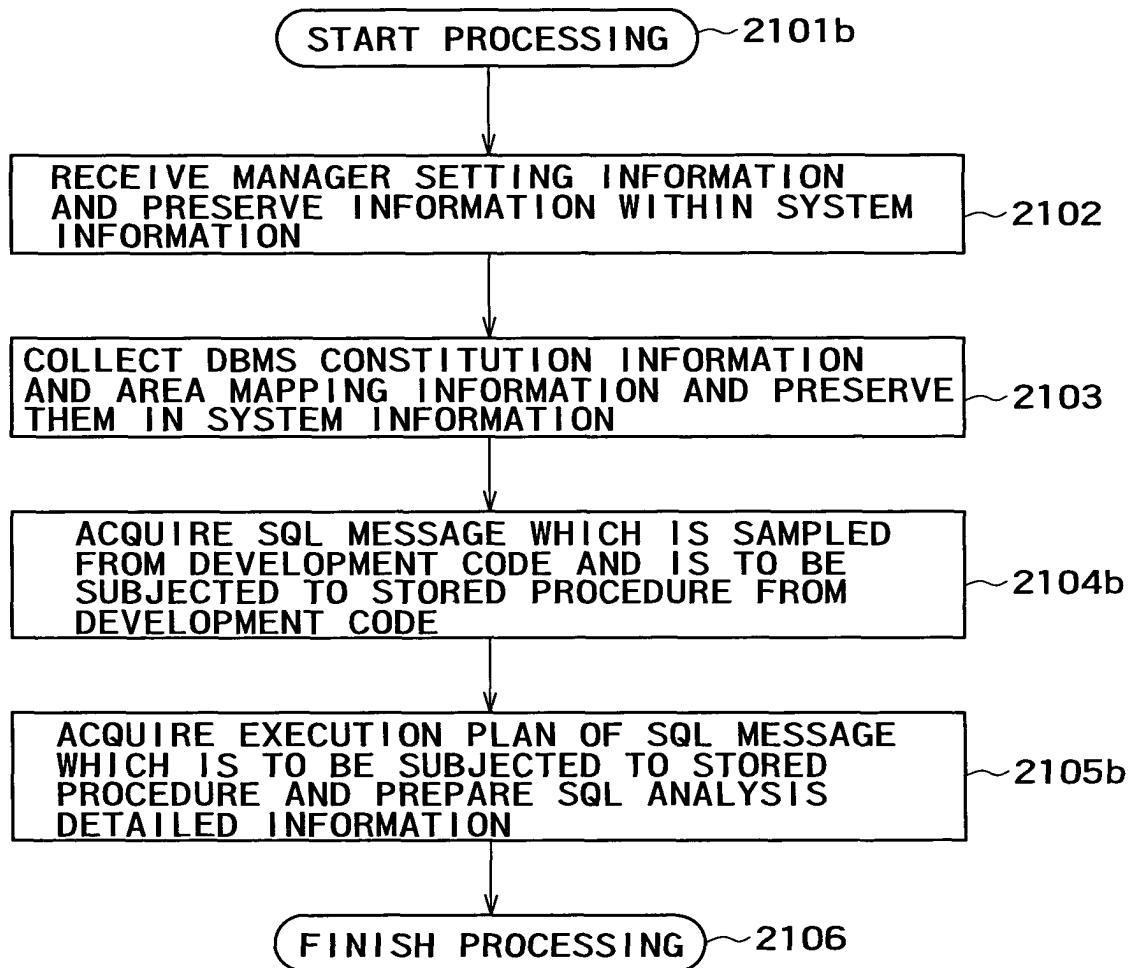 START PROCESSING
2101b
RECEIVE MANAGER SETTING INFORMATION
AND PRESERVE INFORMATION WITHIN SYSTEM
INFORMATION
2102
COLLECT DBMS CONSTITUTION INFORMATION
AND AREA MAPPING INFORMATION AND PRESERVE
THEM IN SYSTEM INFORMATION
2103
ACQUIRE SQL MESSAGE WHICH IS SAMPLED
FROM DEVELOPMENT CODE AND IS TO BE
SUBJECTED TO STORED PROCEDURE FROM
DEVELOPMENT CODE
2104b
ACQUIRE EXECUTION PLAN OF SQL MESSAGE
WHICH IS TO BE SUBJECTED TO STORED
PROCEDURE AND PREPARE SQL ANALYSIS
DETAILED INFORMATION
2105b
FINISH PROCESSING
2106